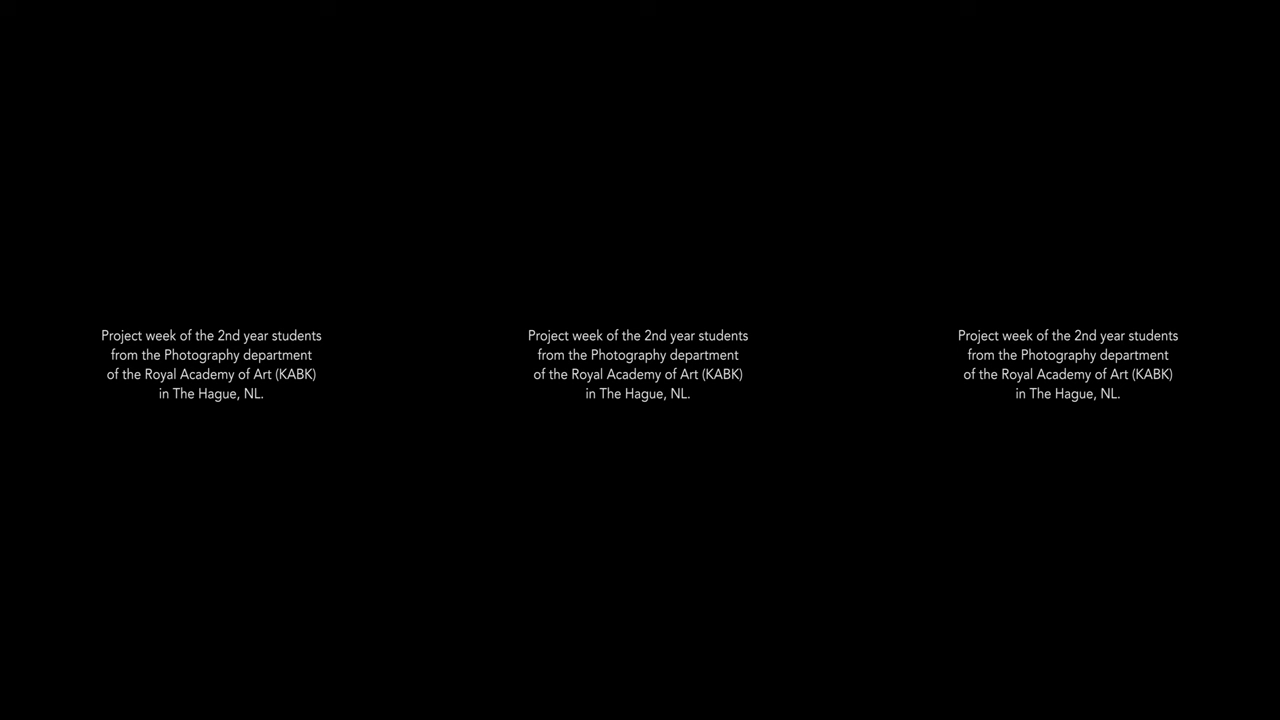 Project week of the 2nd year students
from the Photography department
of the Royal Academy of Art (KABK)
in The Hague, NL.
Project week of the 2nd year students
from the Photography department
of the Royal Academy of Art (KABK)
in The Hague, NL.
Project week of the 2nd year students
from the Photography department
of the Royal Academy of Art (KABK)
in The Hague, NL.